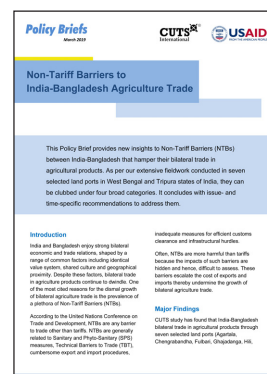 Policy Briefs
March 2019
CUTS
International
USAID
FROM THE AMERICAN PEOPLE
Non-Tariff Barriers to
India-Bangladesh Agriculture Trade
This Policy Brief provides new insights to Non-Tariff Barriers (NTBs)
between India-Bangladesh that hamper their bilateral trade in
agricultural products. As per our extensive fieldwork conducted in seven
selected land ports in West Bengal and Tripura states of India, they can
be clubbed under four broad categories. It concludes with issue- and
time-specific recommendations to address them.
Introduction
India and Bangladesh enjoy strong bilateral
economic and trade relations, shaped by a
range of common factors including identical
value system, shared culture and geographical
proximity. Despite these factors, bilateral trade
in agriculture products continue to dwindle. One
of the most cited reasons for the dismal growth
of bilateral agriculture trade is the prevalence of
a plethora of Non-Tariff Barriers (NTBs).
According to the United Nations Conference on
Trade and Development, NTBs are any barrier
to trade other than tariffs. NTBs are generally
related to Sanitary and Phyto-Sanitary (SPS)
measures, Technical Barriers to Trade (TBT),
cumbersome export and import procedures,
inadequate measures for efficient customs
clearance and infrastructural hurdles.
Often, NTBs are more harmful than tariffs
because the impacts of such barriers are
hidden and hence, difficult to assess. These
barriers escalate the cost of exports and
imports thereby undermine the growth of
bilateral agriculture trade.
Major Findings
CUTS study has found that India-Bangladesh
bilateral trade in agricultural products through
seven selected land ports (Agartala,
Chengrabandha, Fulbari, Ghojadanga, Hili,